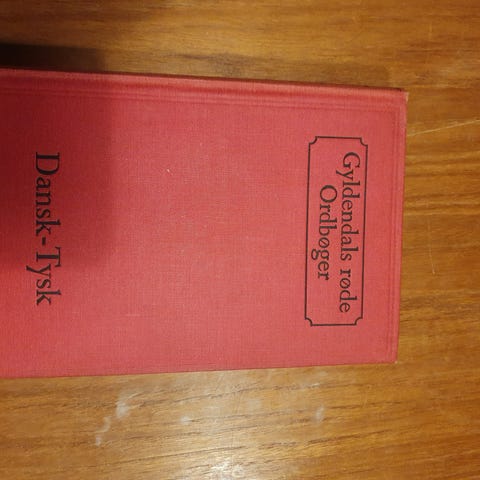 Gyldendals røde
Ordbøger
Dansk-Tysk